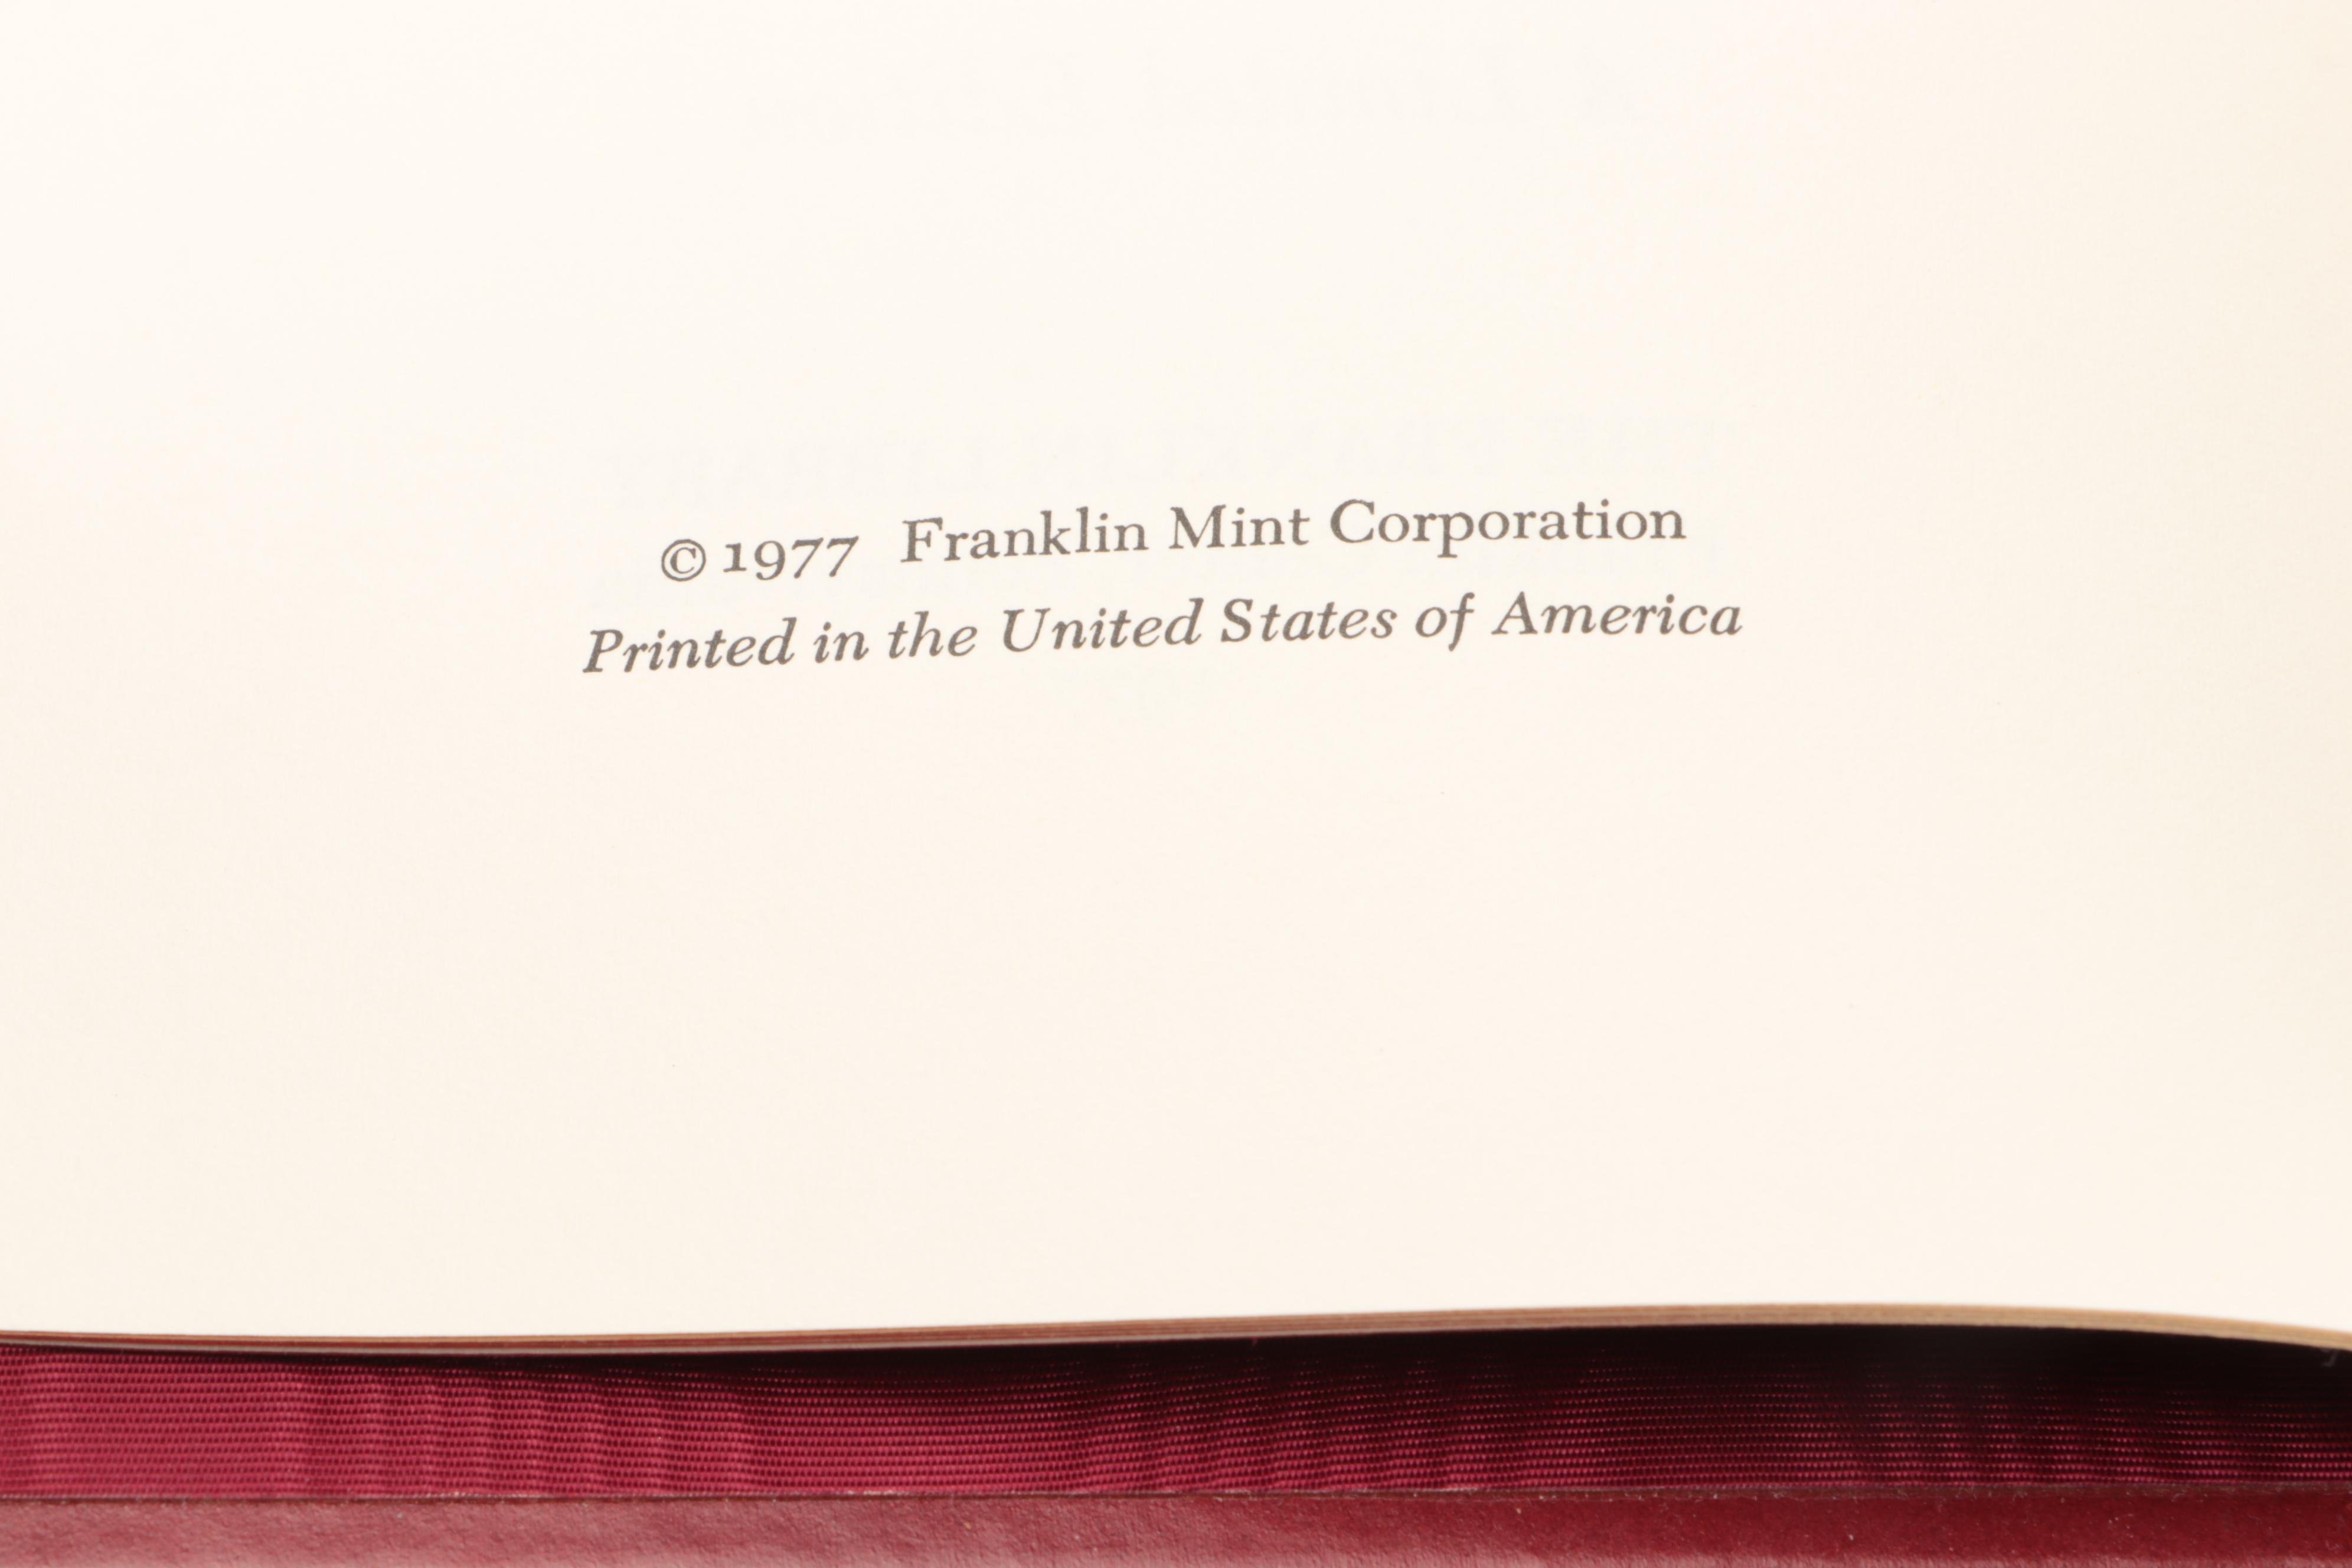 © 1977 Franklin Mint Corporation
Printed in the United States of America